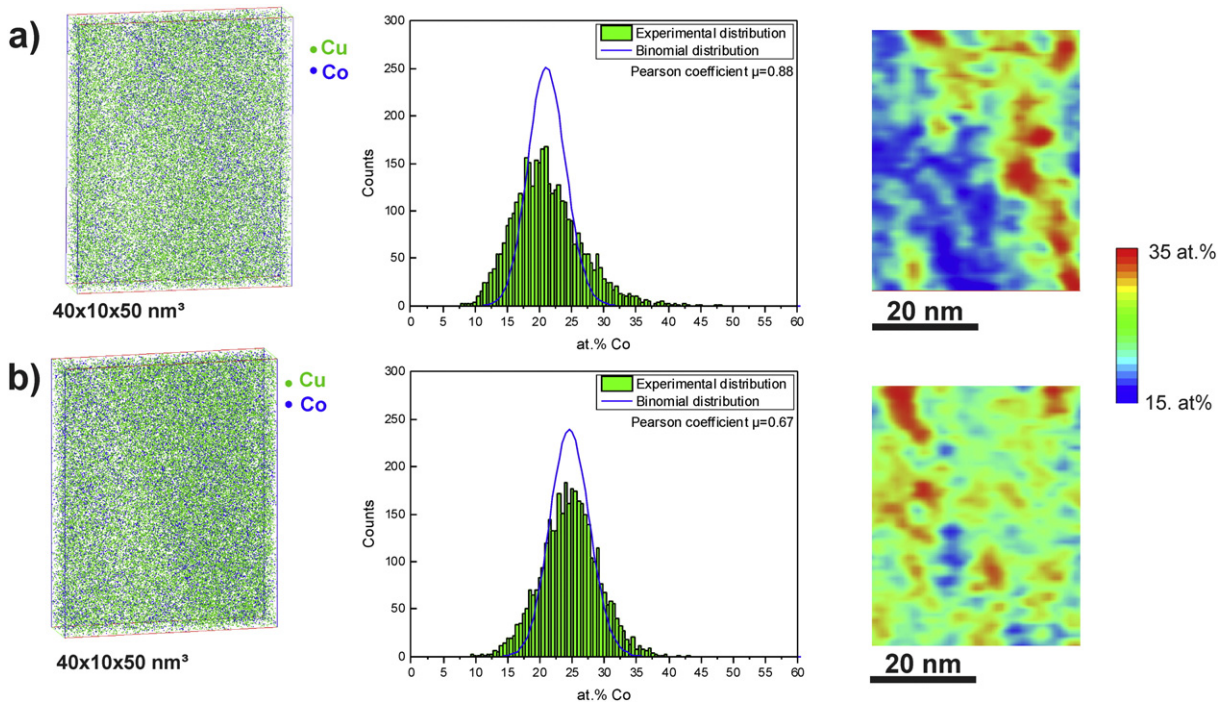 a)
Cu
Co
40x10x50 nm³
300
250
200
150
100
50
0
Counts
0 5 10 15 20 25 30 35 40 45 50 55 60
at.% Co
Experimental distribution
Binomial distribution
Pearson coefficient µ=0.88
20 nm
35 at.%
15. at%
b)
Cu
Co
40x10x50 nm³
300
250
200
150
100
50
0
Counts
0 5 10 15 20 25 30 35 40 45 50 55 60
at.% Co
Experimental distribution
Binomial distribution
Pearson coefficient µ=0.67
20 nm